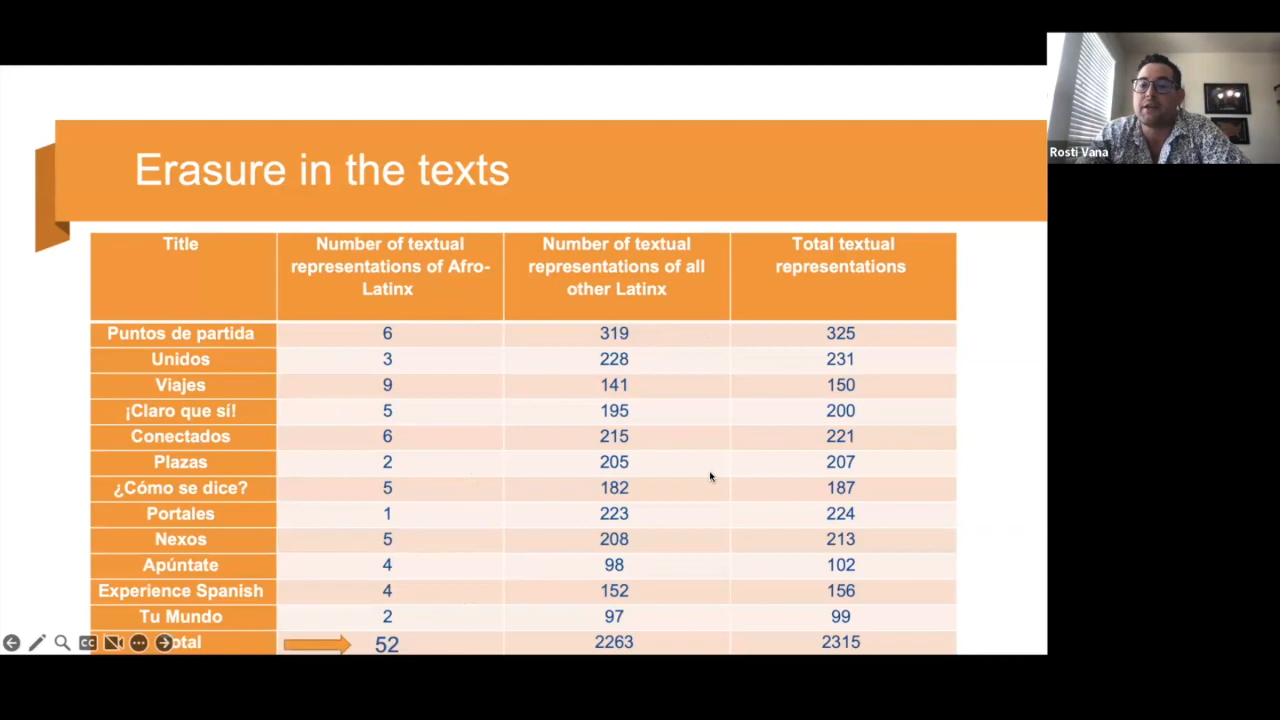 Erasure in the texts
Rosti Vana
Title
Number of textual
representations of Afro-
Latinx
Number of textual
representations of all
other Latinx
Total textual
representations
Puntos de partida 6 319 325
Unidos 3 228 231
Viajes 9 141 150
¡Claro que sí! 5 195 200
Conectados 6 215 221
Plazas 2 205 207
¿Cómo se dice? 5 182 187
Portales 1 223 224
Nexos 5 208 213
Apúntate 4 98 102
Experience Spanish 4 152 156
Tu Mundo 2 97 99
CC otal 52 2263 2315